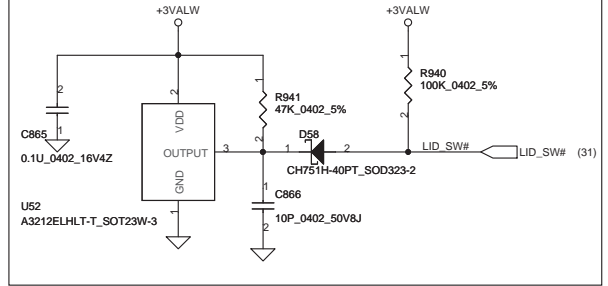 +3VALW
+3VALW
2
C865
1
0.1U_0402_16V4Z
2
VDD
OUTPUT
3
GND
1
U52
A3212ELHLT-T_SOT23W-3
1
R941
47K_0402_5%
2
1
D58
2
CH751H-40PT_SOD323-2
1
C866
10P_0402_50V8J
2
1
R940
100K_0402_5%
2
LID_SW#
LID_SW# (31)